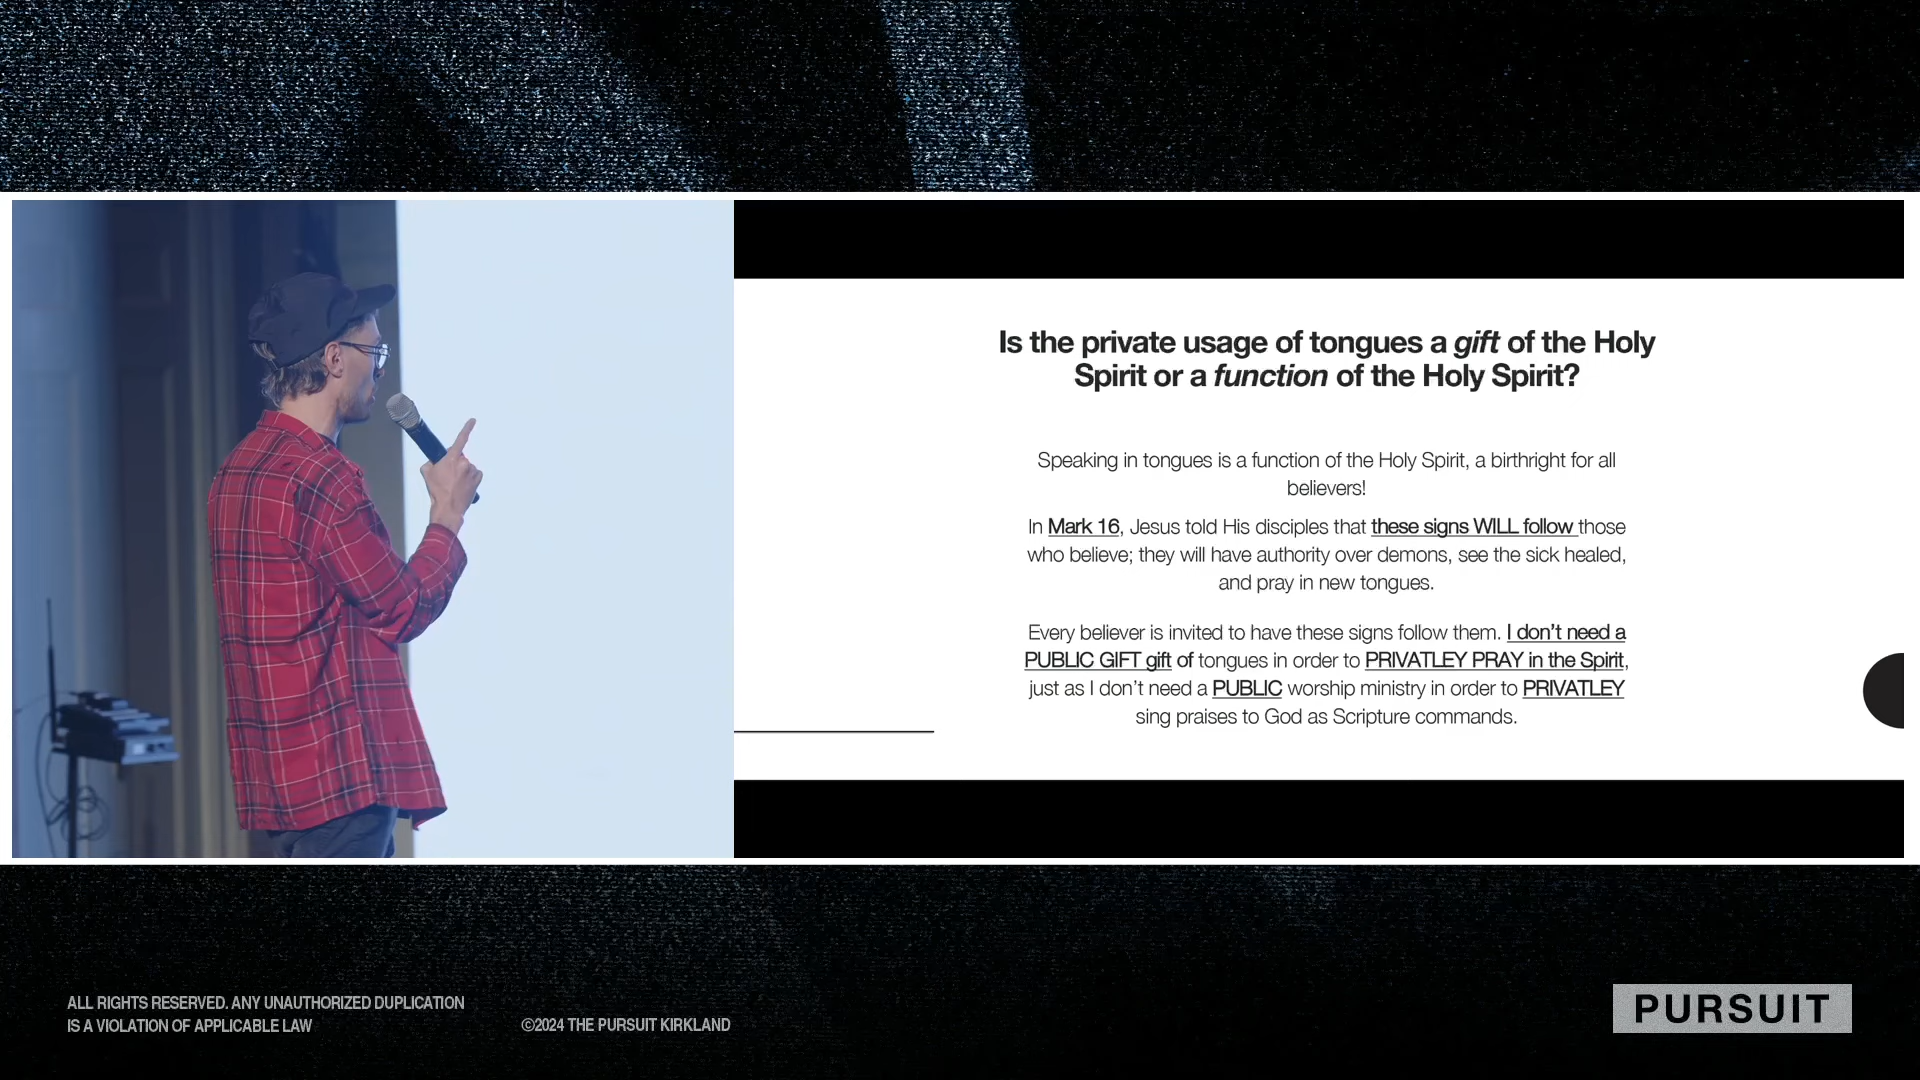 Is the private usage of tongues a gift of the Holy
Spirit or a function of the Holy Spirit?
Speaking in tongues is a function of the Holy Spirit, a birthright for all
believers!
In Mark 16, Jesus told His disciples that these signs WILL follow those
who believe; they will have authority over demons, see the sick healed,
and pray in new tongues.
Every believer is invited to have these signs follow them. I don't need a
PUBLIC GIFT gift of tongues in order to PRIVATLEY PRAY in the Spirit,
just as I don't need a PUBLIC worship ministry in order to PRIVATLEY
sing praises to God as Scripture commands.
ALL RIGHTS RESERVED. ANY UNAUTHORIZED DUPLICATION
IS A VIOLATION OF APPLICABLE LAW
©2024 THE PURSUIT KIRKLAND
PURSUIT